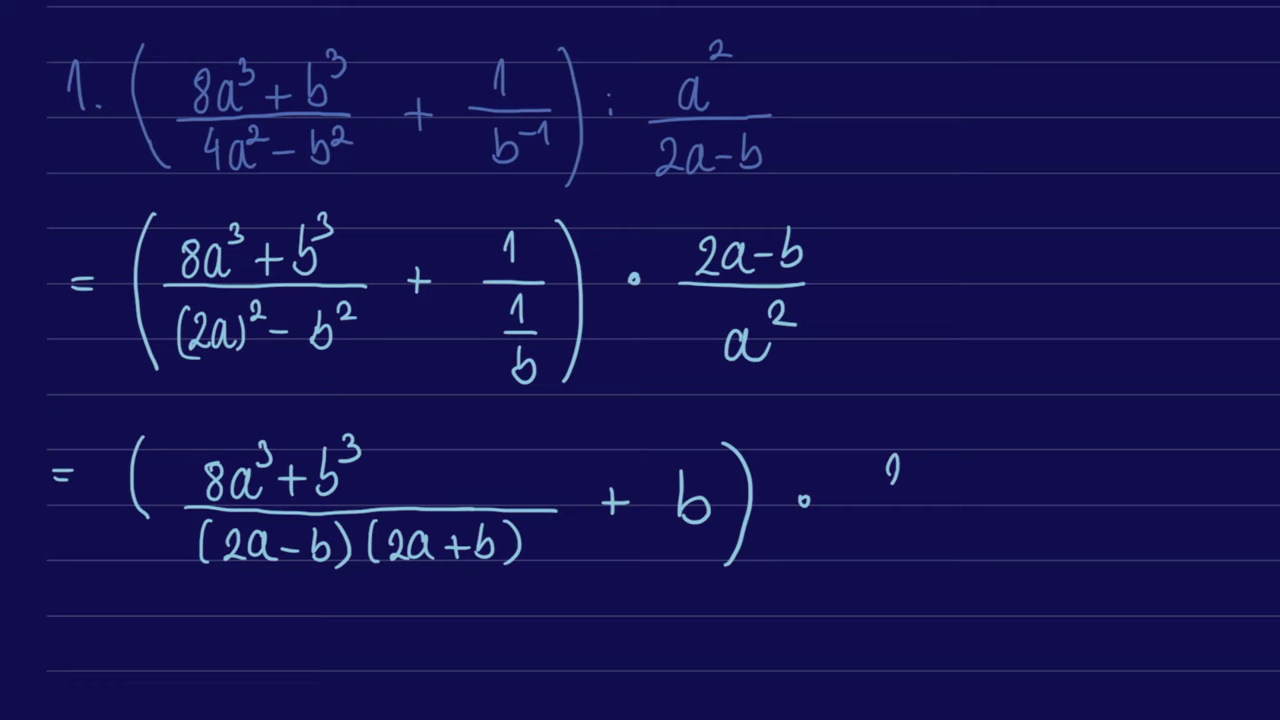 1. ( (8a³ + b³)/(4a² − b²) + 1/b⁻¹ ) : a²/(2a−b)
= ( (8a³ + b³)/((2a)² − b²) + 1/(1/b) ) • (2a−b)/a²
= ( (8a³ + b³)/((2a−b)(2a+b)) + b ) •